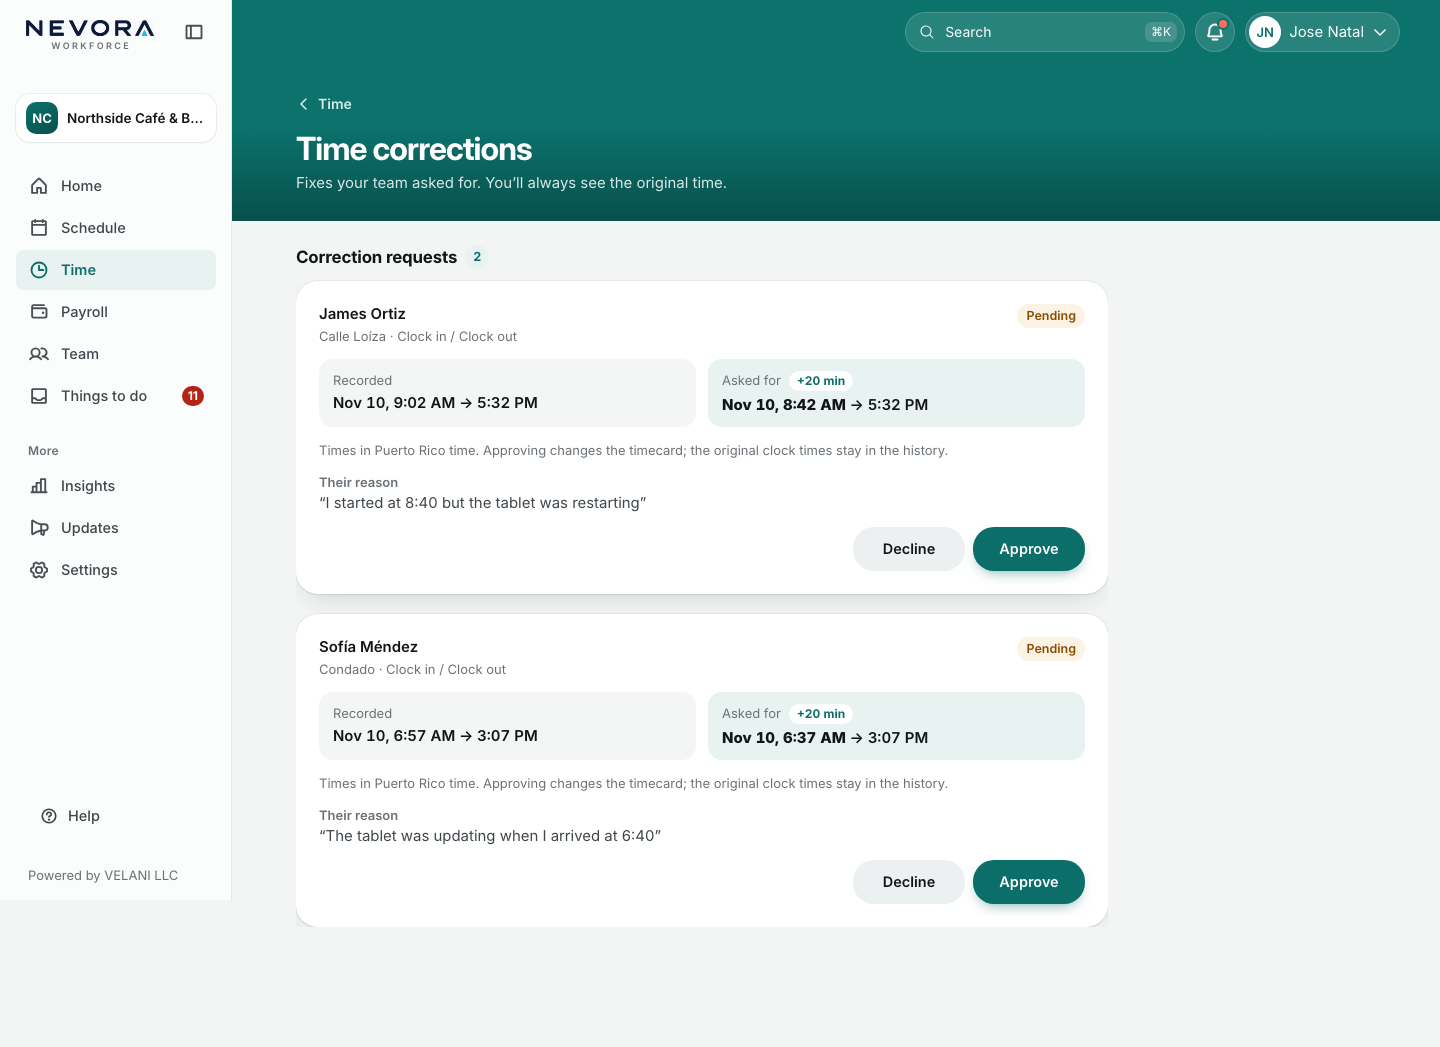 NEVORA
WORKFORCE
Search
⌘K
JN
Jose Natal
NC
Northside Café & B...
Home
Schedule
Time
Payroll
Team
Things to do
11
More
Insights
Updates
Settings
Help
Powered by VELANI LLC
Time
Time corrections
Fixes your team asked for. You’ll always see the original time.
Correction requests 2
James Ortiz
Pending
Calle Loíza · Clock in / Clock out
Recorded
Nov 10, 9:02 AM → 5:32 PM
Asked for +20 min
Nov 10, 8:42 AM → 5:32 PM
Times in Puerto Rico time. Approving changes the timecard; the original clock times stay in the history.
Their reason
“I started at 8:40 but the tablet was restarting”
Decline
Approve
Sofía Méndez
Pending
Condado · Clock in / Clock out
Recorded
Nov 10, 6:57 AM → 3:07 PM
Asked for +20 min
Nov 10, 6:37 AM → 3:07 PM
Times in Puerto Rico time. Approving changes the timecard; the original clock times stay in the history.
Their reason
“The tablet was updating when I arrived at 6:40”
Decline
Approve